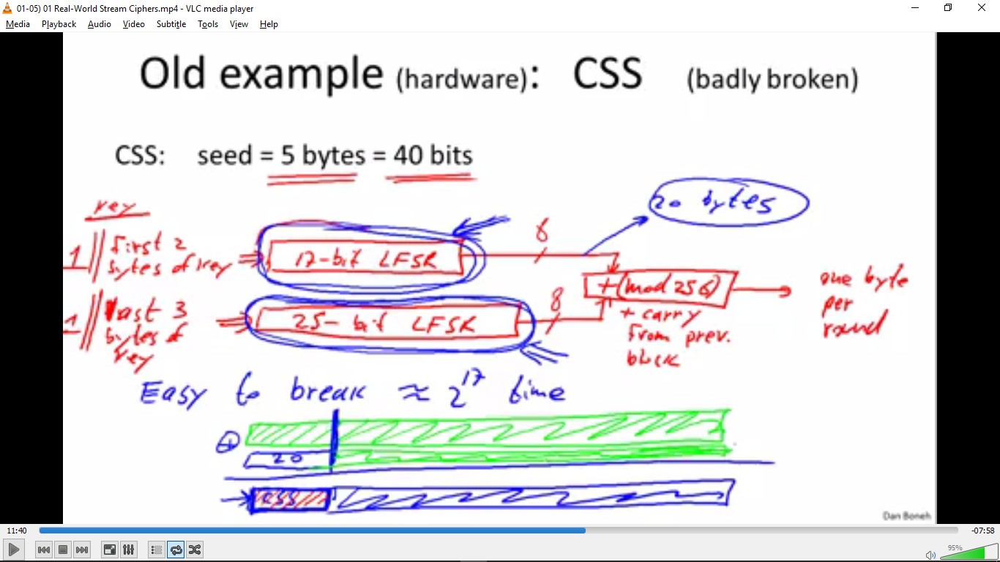 01-05) 01 Real-World Stream Ciphers.mp4 - VLC media player
Media Playback Audio Video Subtitle Tools View Help
Old example (hardware): CSS (badly broken)
CSS: seed = 5 bytes = 40 bits
20 bytes
key
1 || first 2
bytes of key
17-bit LFSR
8
+ (mod 256)
one byte
per
round
1 || last 3
bytes of
key
25-bit LFSR
8
+ carry
from prev.
block
Easy to break ≈ 2^17 time
⊕
20
CSS
Dan Boneh
11:40
-07:58
95%